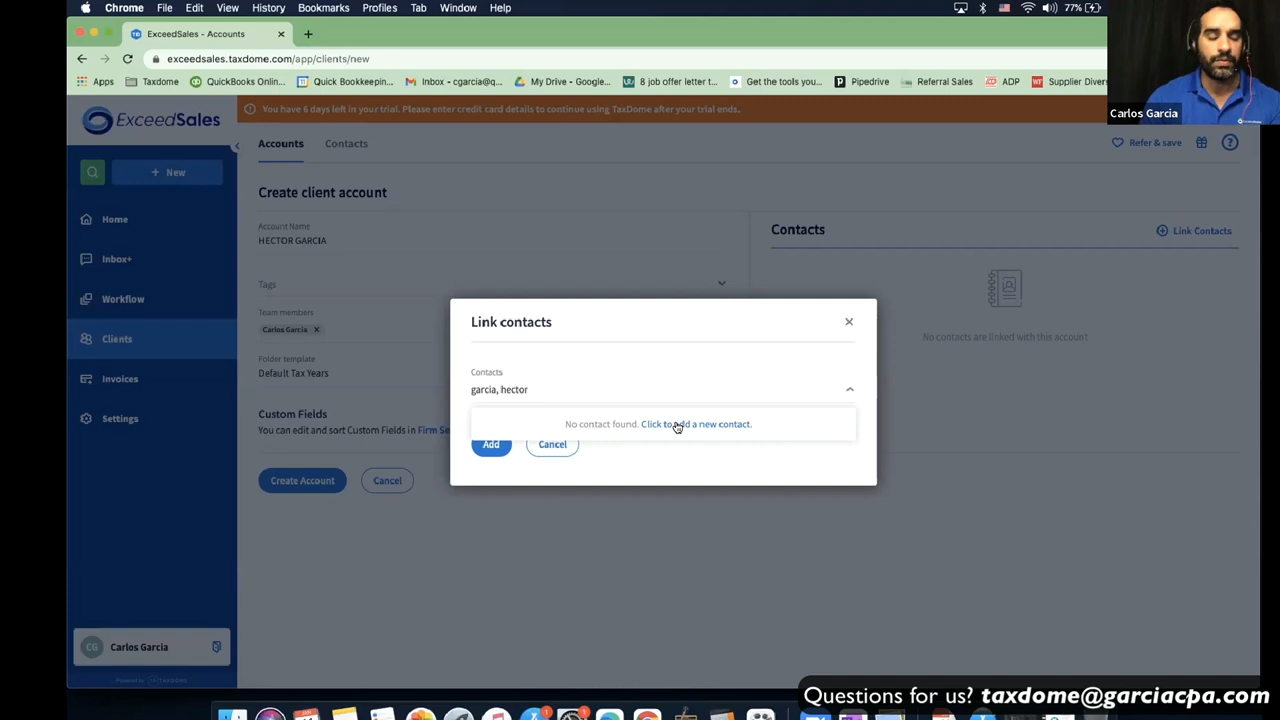 Chrome File Edit View History Bookmarks Profiles Tab Window Help 77%
ExceedSales - Accounts
exceedsales.taxdome.com/app/clients/new
Apps Taxdome QuickBooks Onlin... Quick Bookkeepin... Inbox - cgarcia@q... My Drive - Google... 8 job offer letter t... Get the tools you... Pipedrive Referral Sales ADP Supplier Diver
Carlos Garcia
ExceedSales
You have 6 days left in your trial. Please enter credit card details to continue using TaxDome after your trial ends..
Accounts Contacts
Refer & save
+ New
Create client account
Home
Inbox+
Workflow
Clients
Invoices
Settings
Account Name
HECTOR GARCIA
Tags
Team members
Carlos Garcia
Folder template
Default Tax Years
Custom Fields
You can edit and sort Custom Fields in Firm Se
Create Account Cancel
Contacts
Link Contacts
No contacts are linked with this account
Link contacts
Contacts
garcia, hector
No contact found. Click to add a new contact.
Add Cancel
CG Carlos Garcia
Powered by TAXDOME
Questions for us? taxdome@garciacpa.com